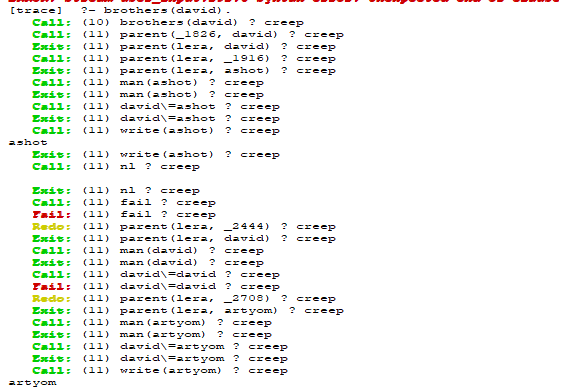 [trace]  ?- brothers(david).
Call: (10) brothers(david) ? creep
Call: (11) parent(_1826, david) ? creep
Exit: (11) parent(lera, david) ? creep
Call: (11) parent(lera, _1916) ? creep
Exit: (11) parent(lera, ashot) ? creep
Call: (11) man(ashot) ? creep
Exit: (11) man(ashot) ? creep
Call: (11) david\=ashot ? creep
Exit: (11) david\=ashot ? creep
Call: (11) write(ashot) ? creep
ashot
Exit: (11) write(ashot) ? creep
Call: (11) nl ? creep
Exit: (11) nl ? creep
Call: (11) fail ? creep
Fail: (11) fail ? creep
Redo: (11) parent(lera, _2444) ? creep
Exit: (11) parent(lera, david) ? creep
Call: (11) man(david) ? creep
Exit: (11) man(david) ? creep
Call: (11) david\=david ? creep
Fail: (11) david\=david ? creep
Redo: (11) parent(lera, _2708) ? creep
Exit: (11) parent(lera, artyom) ? creep
Call: (11) man(artyom) ? creep
Exit: (11) man(artyom) ? creep
Call: (11) david\=artyom ? creep
Exit: (11) david\=artyom ? creep
Call: (11) write(artyom) ? creep
artyom